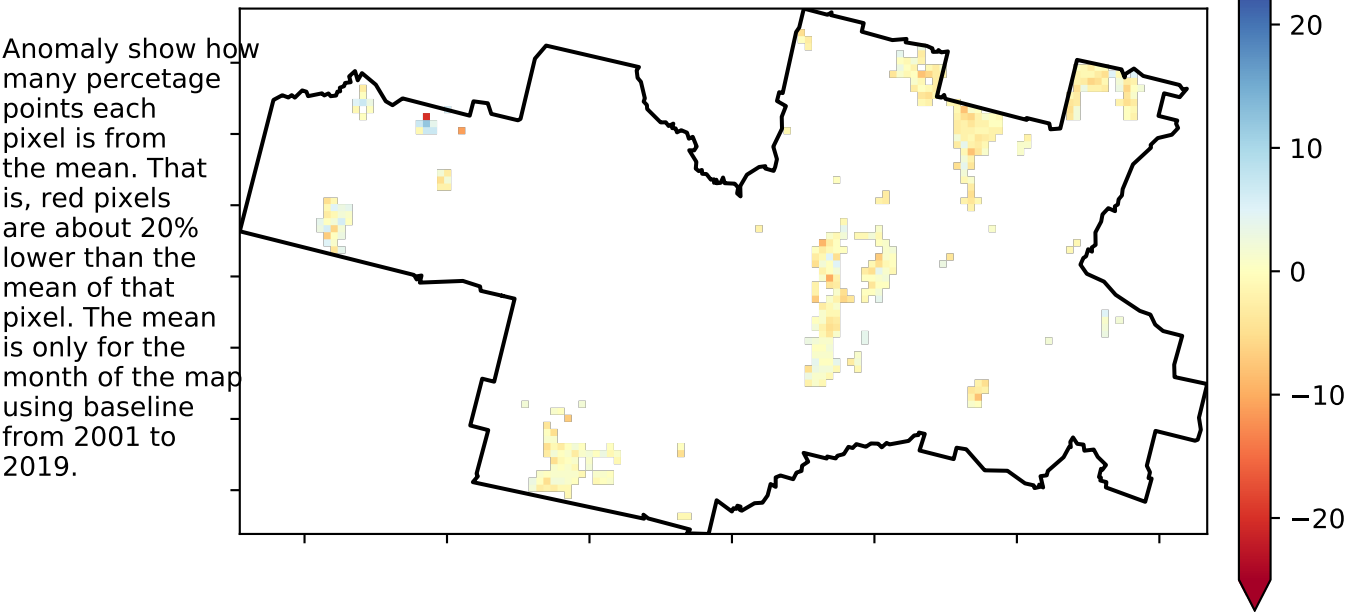 Anomaly show how
many percetage
points each
pixel is from
the mean. That
is, red pixels
are about 20%
lower than the
mean of that
pixel. The mean
is only for the
month of the map
using baseline
from 2001 to
2019.
20
10
0
−10
−20